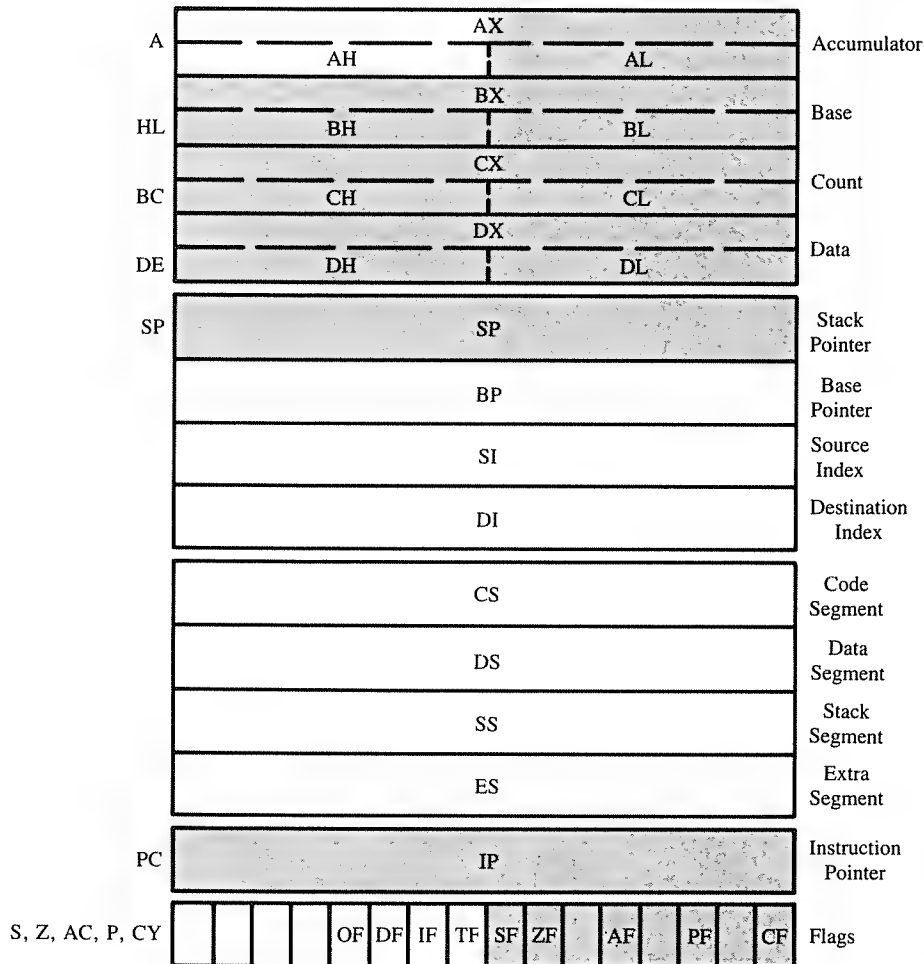 AX
A AH AL Accumulator
BX
HL BH BL Base
CX
BC CH CL Count
DX
DE DH DL Data
SP SP Stack
Pointer
BP Base
Pointer
SI Source
Index
DI Destination
Index
CS Code
Segment
DS Data
Segment
SS Stack
Segment
ES Extra
Segment
PC IP Instruction
Pointer
S, Z, AC, P, CY OF DF IF TF SF ZF AF PF CF Flags